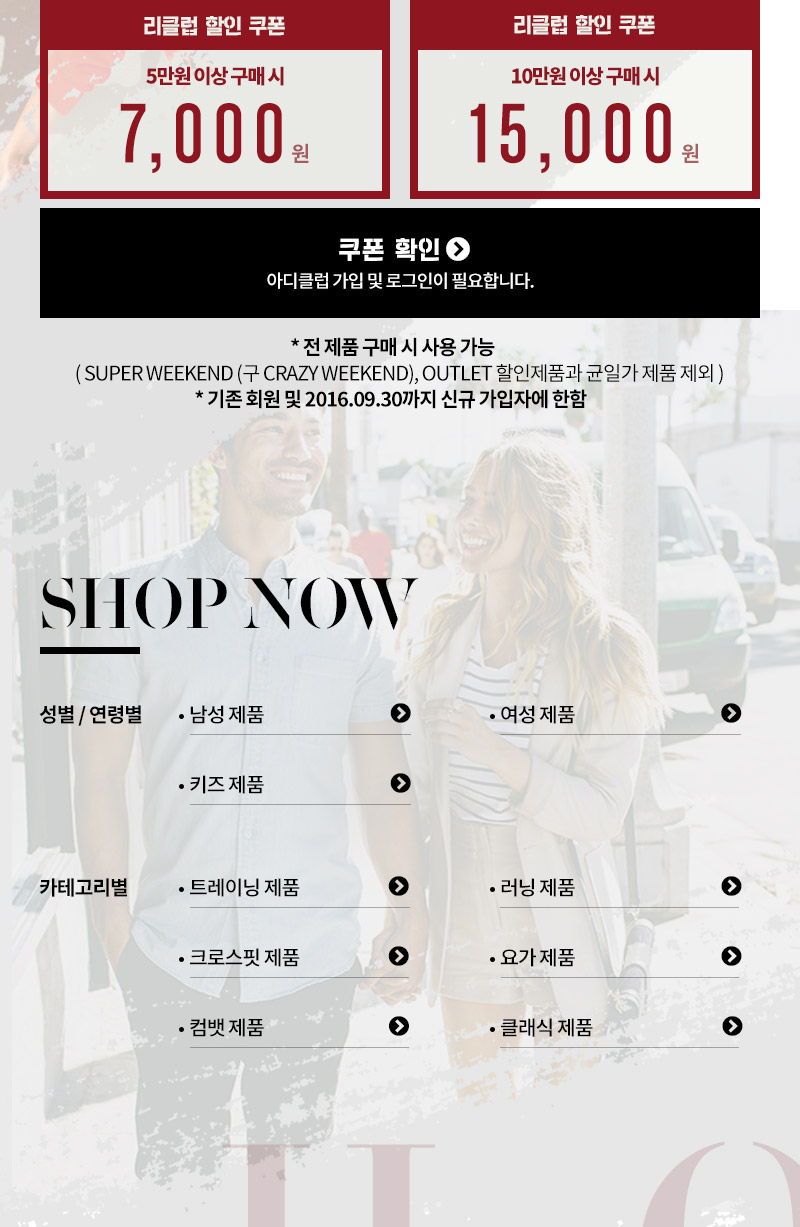 리클럽 할인 쿠폰
5만원 이상 구매 시
7,000원
리클럽 할인 쿠폰
10만원 이상 구매 시
15,000원
쿠폰 확인
아디클럽 가입 및 로그인이 필요합니다.
* 전 제품 구매 시 사용 가능
( SUPER WEEKEND (구 CRAZY WEEKEND), OUTLET 할인제품과 균일가 제품 제외 )
* 기존 회원 및 2016.09.30까지 신규 가입자에 한함
SHOP NOW
성별 / 연령별
• 남성 제품
• 여성 제품
• 키즈 제품
카테고리별
• 트레이닝 제품
• 러닝 제품
• 크로스핏 제품
• 요가 제품
• 컴뱃 제품
• 클래식 제품